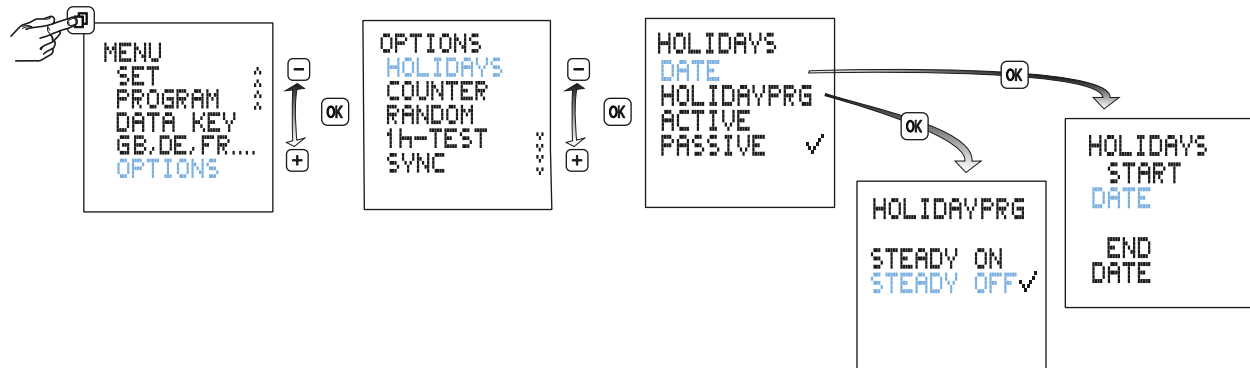 MENU
SET
PROGRAM
DATA KEY
GB,DE,FR....
OPTIONS
-
+
OK
OPTIONS
HOLIDAYS
COUNTER
RANDOM
1h-TEST
SYNC
-
+
OK
HOLIDAYS
DATE
HOLIDAYPRG
ACTIVE
PASSIVE ✓
OK
OK
HOLIDAYPRG
STEADY ON
STEADY OFF✓
HOLIDAYS
START
DATE
END
DATE